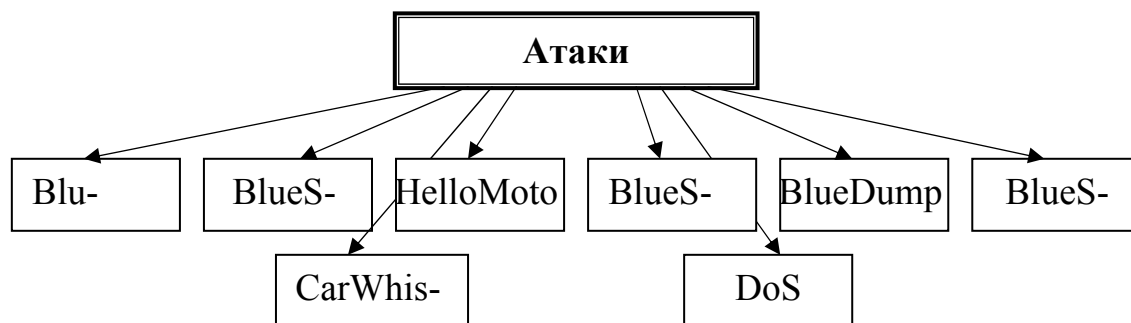 Атаки
Blu-
BlueS-
HelloMoto
BlueS-
BlueDump
BlueS-
CarWhis-
DoS